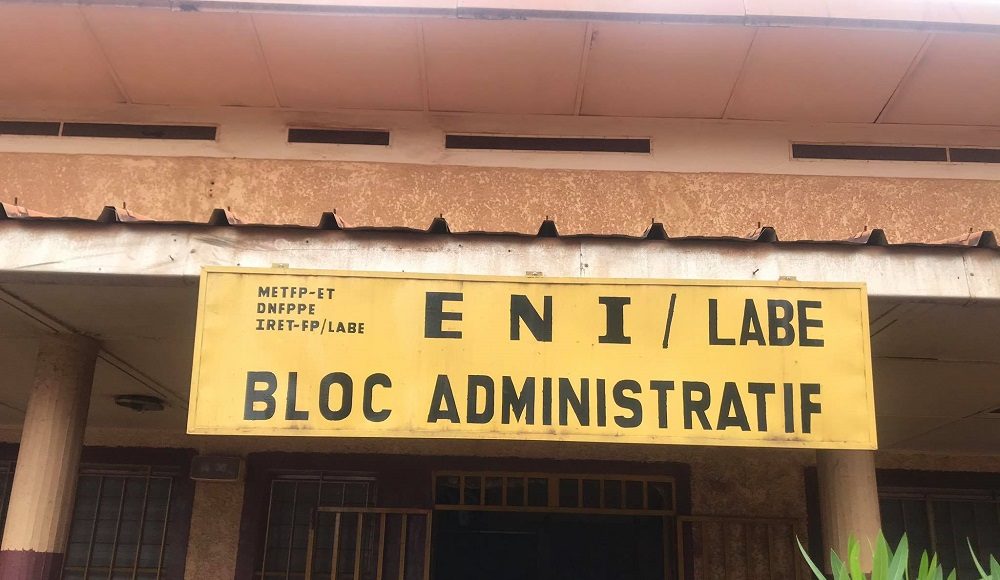 METFP-ET
DNFPPE
IRET-FP/LABE
E N I / LABE
BLOC ADMINISTRATIF